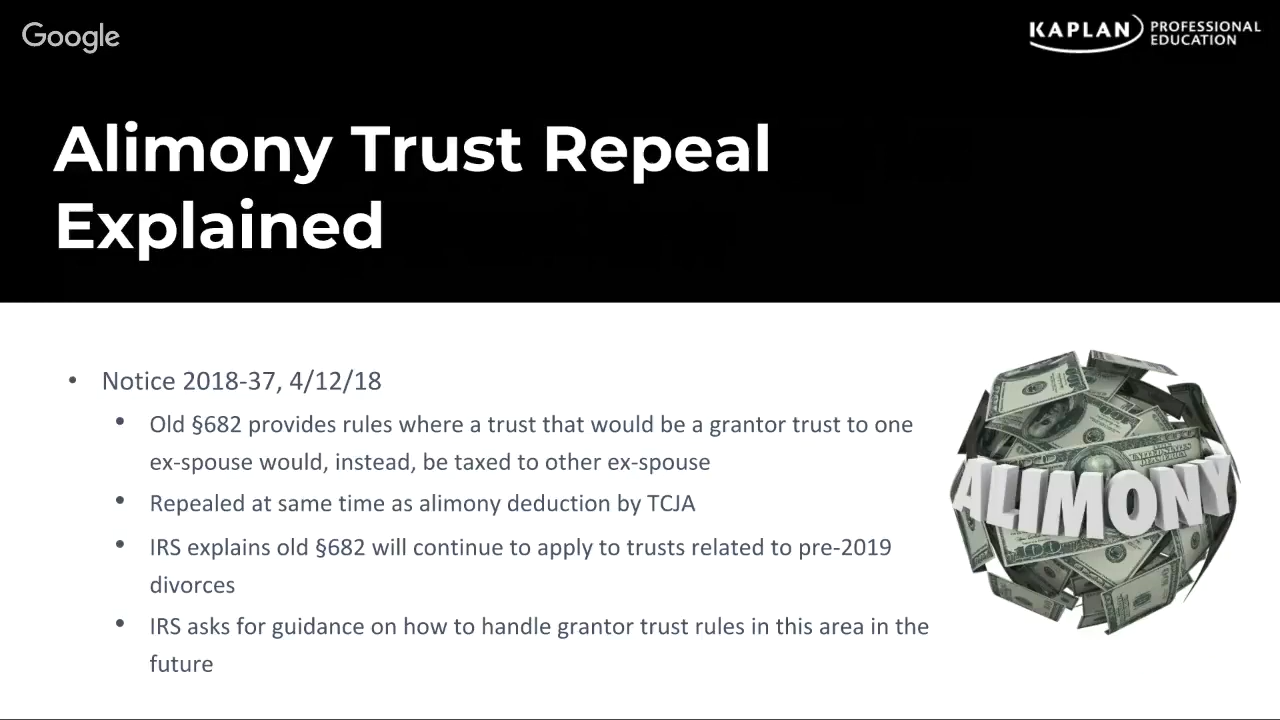 Google
KAPLAN
PROFESSIONAL
EDUCATION
Alimony Trust Repeal
Explained
• Notice 2018-37, 4/12/18
• Old §682 provides rules where a trust that would be a grantor trust to one
ex-spouse would, instead, be taxed to other ex-spouse
• Repealed at same time as alimony deduction by TCJA
• IRS explains old §682 will continue to apply to trusts related to pre-2019
divorces
• IRS asks for guidance on how to handle grantor trust rules in this area in the
future
ALIMONY